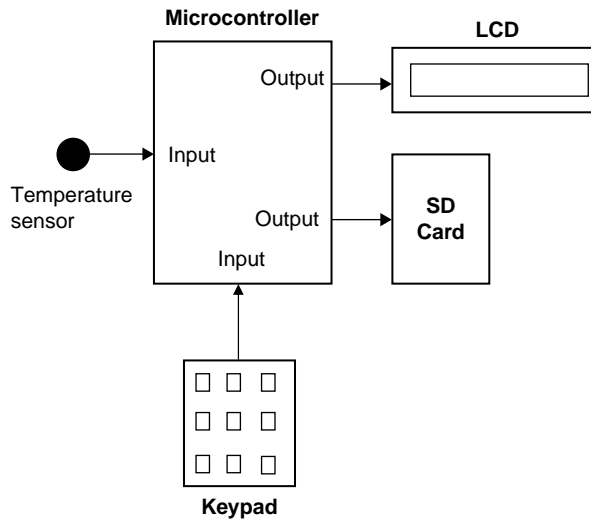 Microcontroller
LCD
Output
Input
Temperature
sensor
Output
SD
Card
Input
Keypad